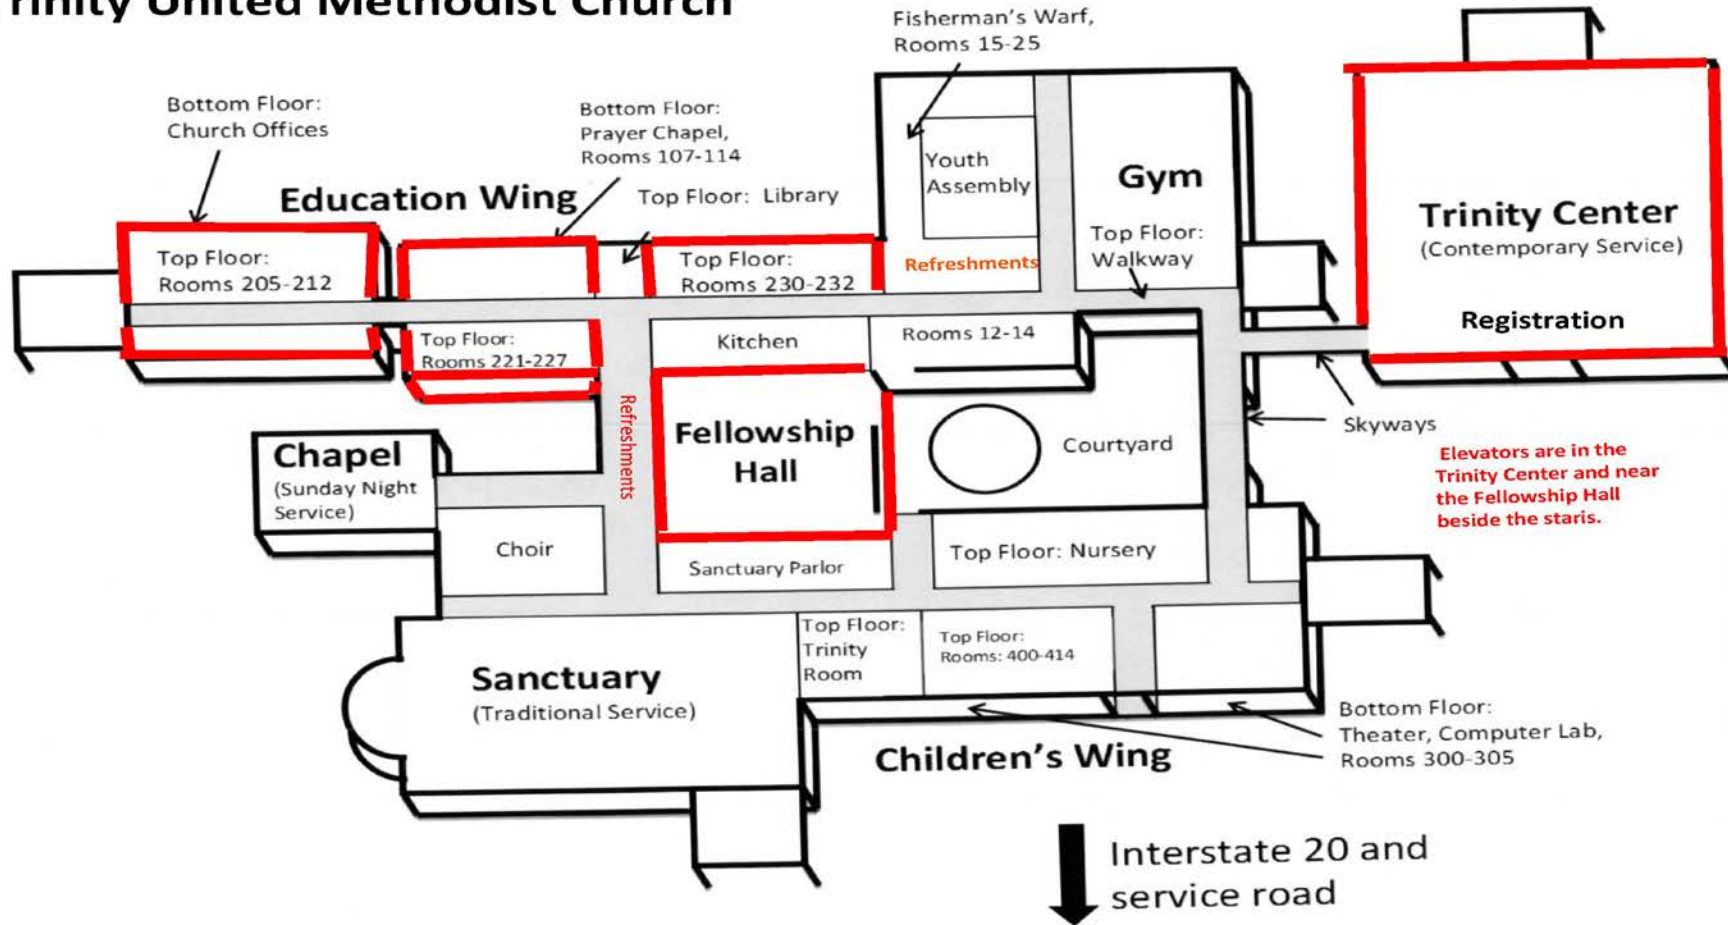 Trinity United Methodist Church
Fisherman's Warf,
Rooms 15-25
Bottom Floor:
Church Offices
Bottom Floor:
Prayer Chapel,
Rooms 107-114
Education Wing
Top Floor: Library
Youth
Assembly
Gym
Trinity Center
(Contemporary Service)
Top Floor:
Rooms 205-212
Top Floor:
Rooms 230-232
Refreshments
Top Floor:
Walkway
Registration
Top Floor:
Rooms 221-227
Kitchen
Rooms 12-14
Refreshments
Fellowship
Hall
Courtyard
Skyways
Chapel
(Sunday Night
Service)
Elevators are in the
Trinity Center and near
the Fellowship Hall
beside the staris.
Choir
Sanctuary Parlor
Top Floor: Nursery
Top Floor:
Trinity
Room
Top Floor:
Rooms: 400-414
Sanctuary
(Traditional Service)
Children's Wing
Bottom Floor:
Theater, Computer Lab,
Rooms 300-305
Interstate 20 and
service road